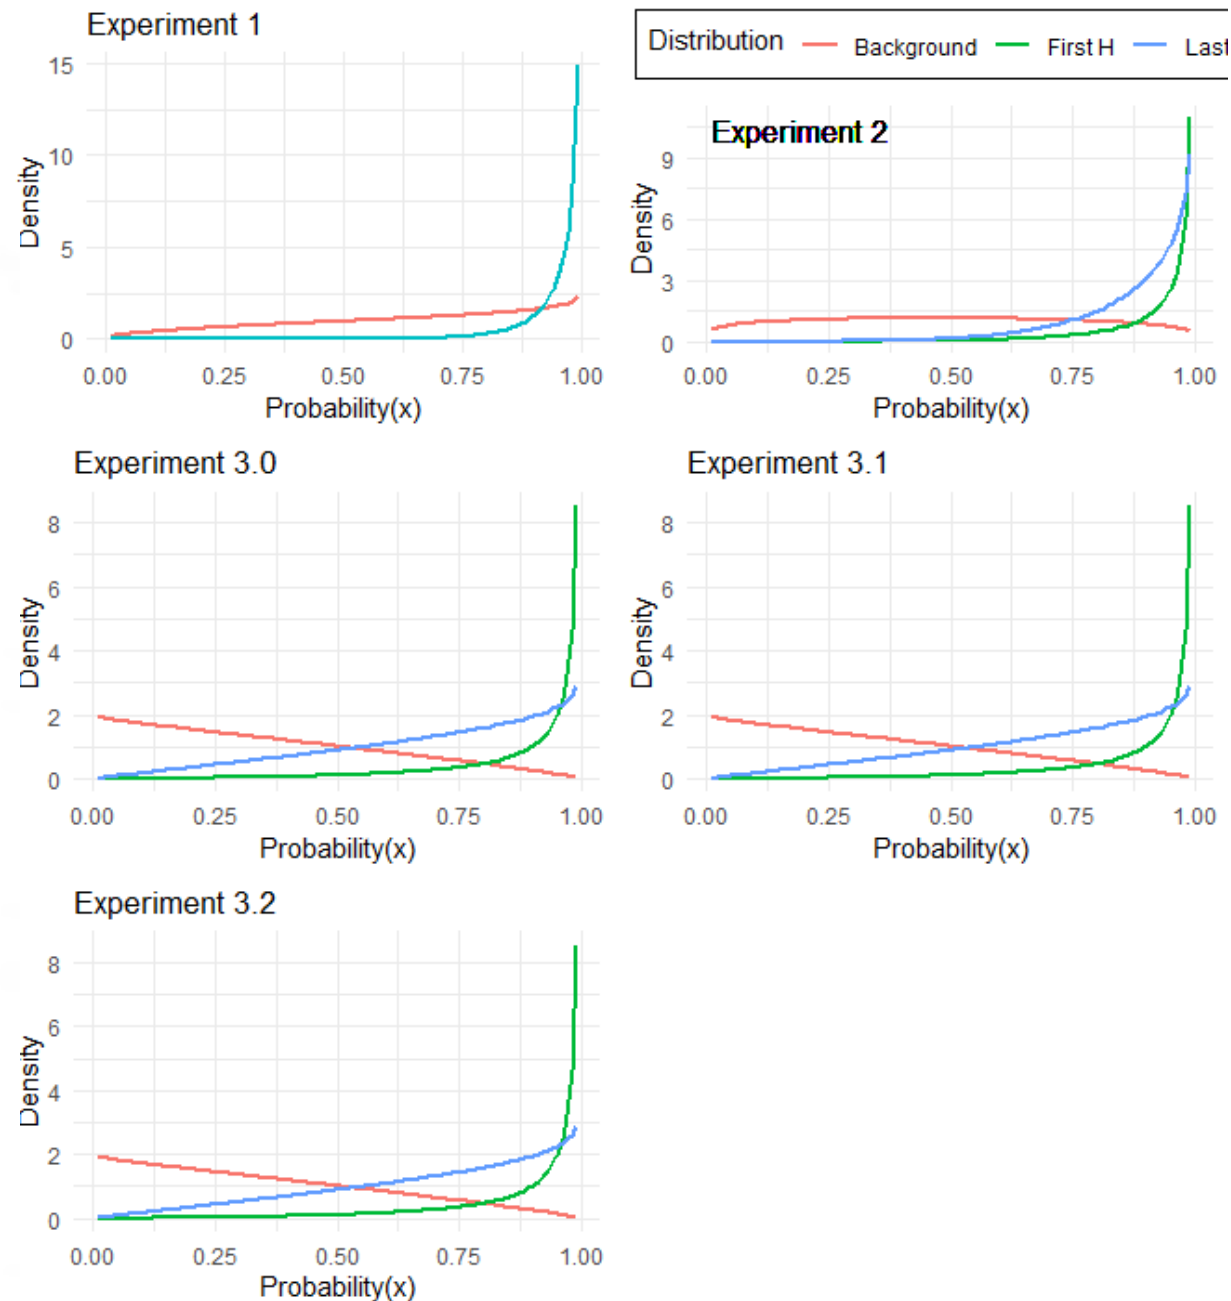 Experiment 1
Distribution Background First H Last
15
10
5
0
Density
0.00 0.25 0.50 0.75 1.00
Probability(x)
Experiment 2
9
6
3
0
Density
0.00 0.25 0.50 0.75 1.00
Probability(x)
Experiment 3.0
8
6
4
2
0
Density
0.00 0.25 0.50 0.75 1.00
Probability(x)
Experiment 3.1
8
6
4
2
0
Density
0.00 0.25 0.50 0.75 1.00
Probability(x)
Experiment 3.2
8
6
4
2
0
Density
0.00 0.25 0.50 0.75 1.00
Probability(x)